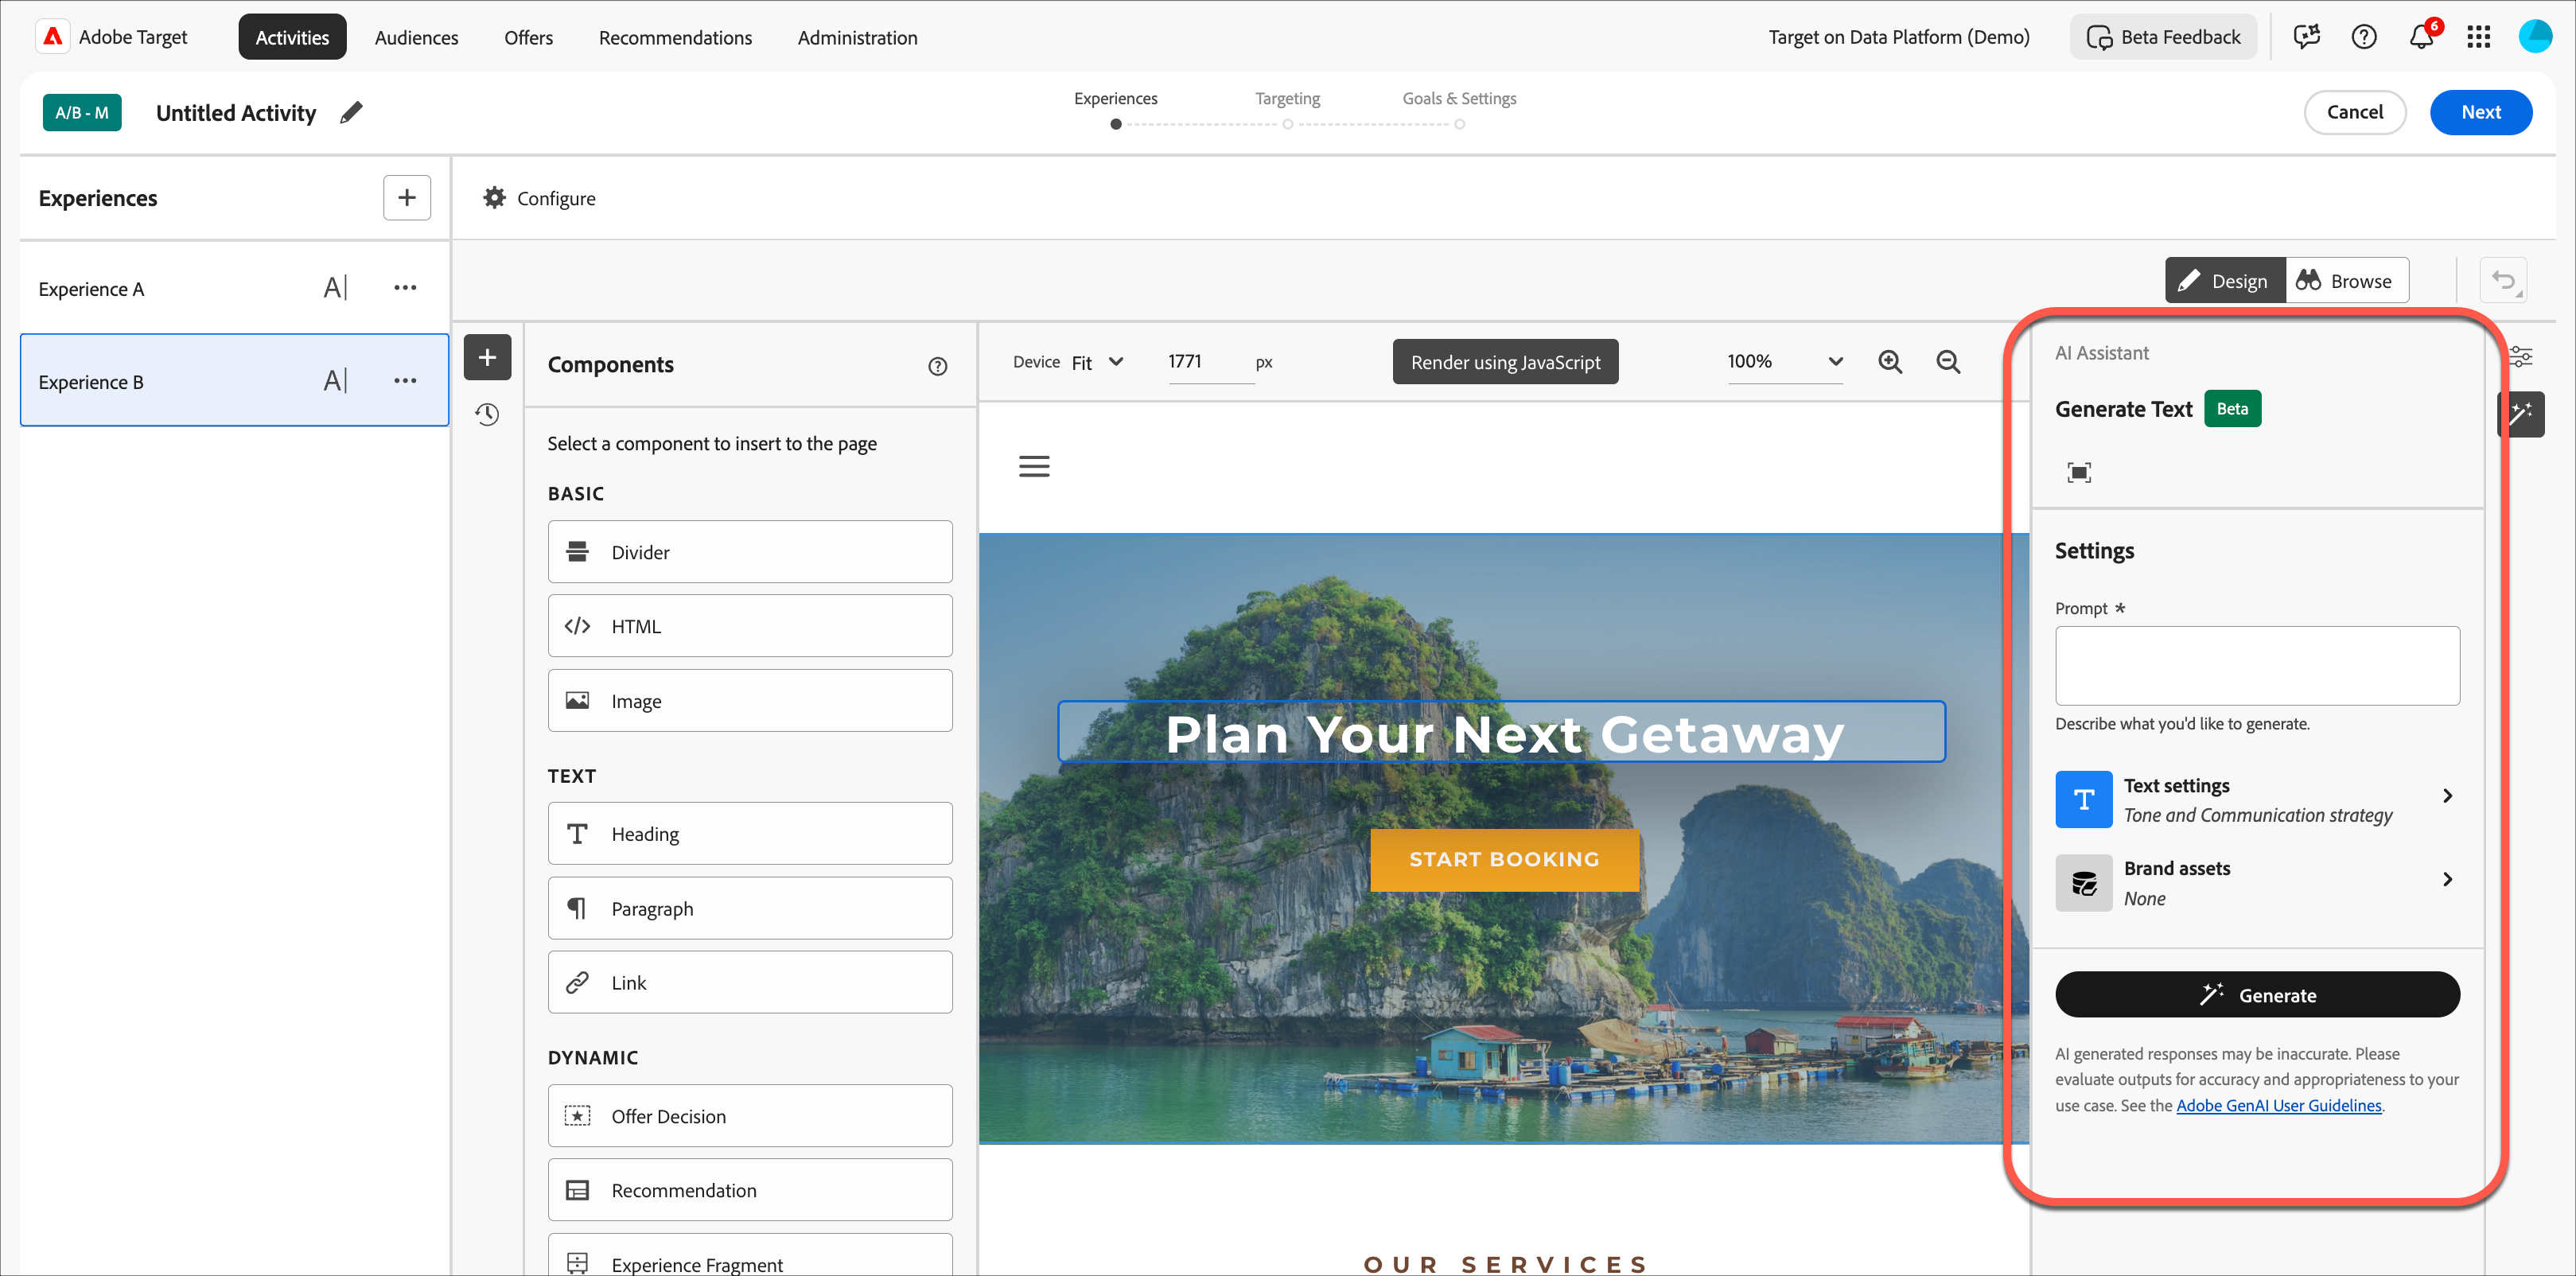 Adobe Target
Activities
Audiences
Offers
Recommendations
Administration
Target on Data Platform (Demo)
Beta Feedback
6
A/B - M
Untitled Activity
Experiences
Targeting
Goals & Settings
Cancel
Next
Experiences
Configure
Experience A
A
Experience B
A
Design
Browse
Components
Select a component to insert to the page
BASIC
Divider
HTML
Image
TEXT
Heading
Paragraph
Link
DYNAMIC
Offer Decision
Recommendation
Experience Fragment
Device Fit
1771 px
Render using JavaScript
100%
Plan Your Next Getaway
START BOOKING
OUR SERVICES
AI Assistant
Generate Text
Beta
Settings
Prompt *
Describe what you'd like to generate.
Text settings
Tone and Communication strategy
Brand assets
None
Generate
AI generated responses may be inaccurate. Please
evaluate outputs for accuracy and appropriateness to your
use case. See the Adobe GenAI User Guidelines.